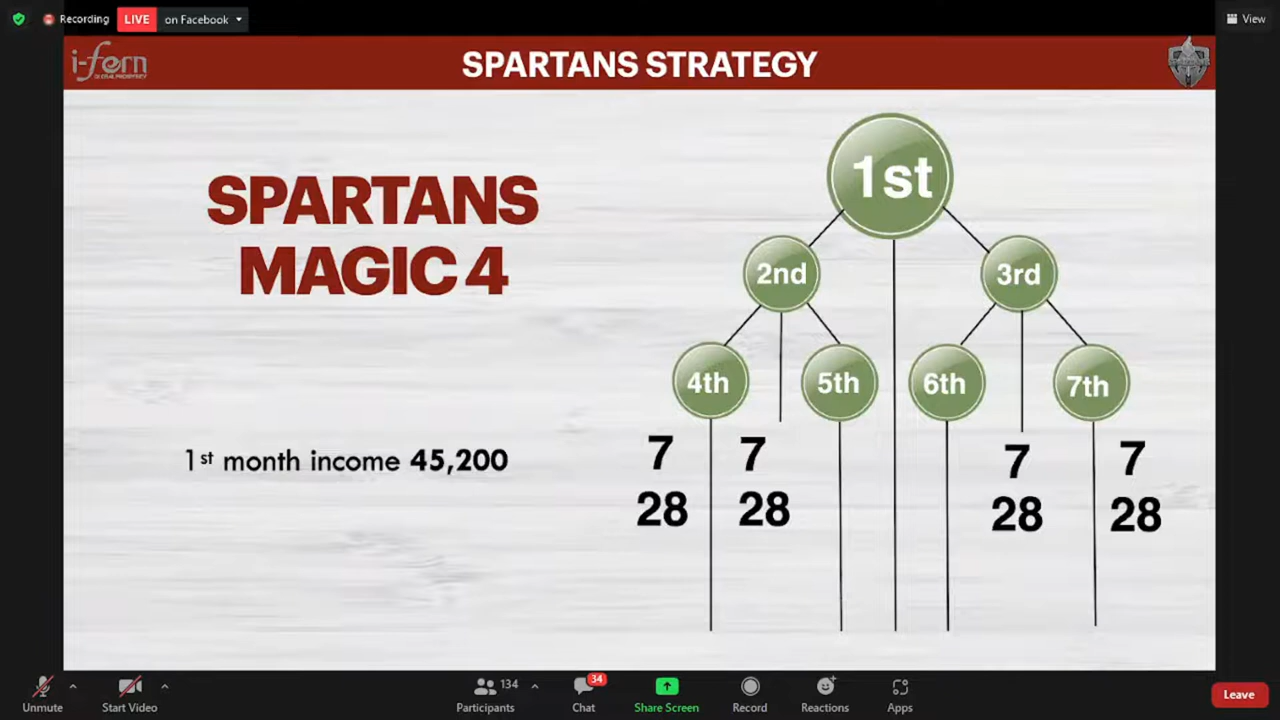 Recording
LIVE
on Facebook
View
i-fern
SPARTANS STRATEGY
SPARTANS
MAGIC 4
1st month income 45,200
1st
2nd
3rd
4th
5th
6th
7th
7 7 7 7
28 28 28 28
Unmute
Start Video
134
Participants
34
Chat
Share Screen
Record
Reactions
Apps
Leave